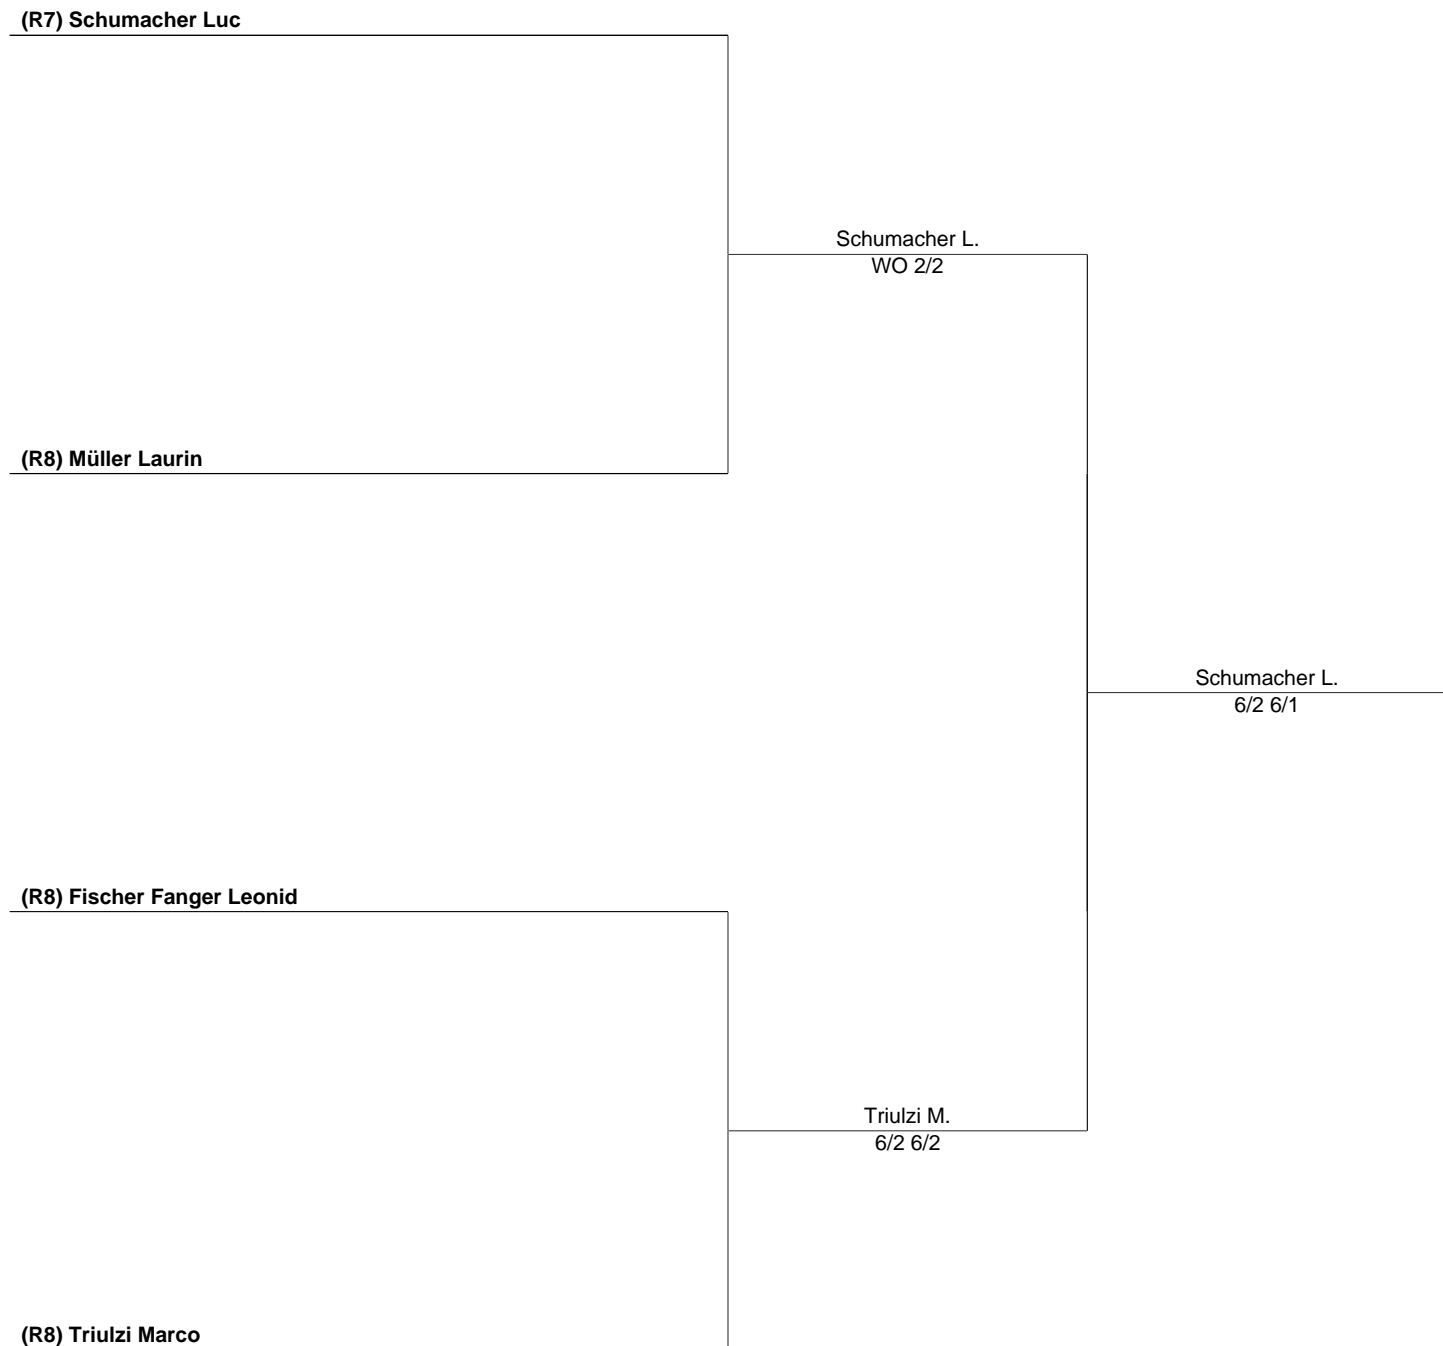 (R7) Schumacher Luc
Schumacher L.
WO 2/2
(R8) Müller Laurin
Schumacher L.
6/2 6/1
(R8) Fischer Fanger Leonid
Triulzi M.
6/2 6/2
(R8) Triulzi Marco